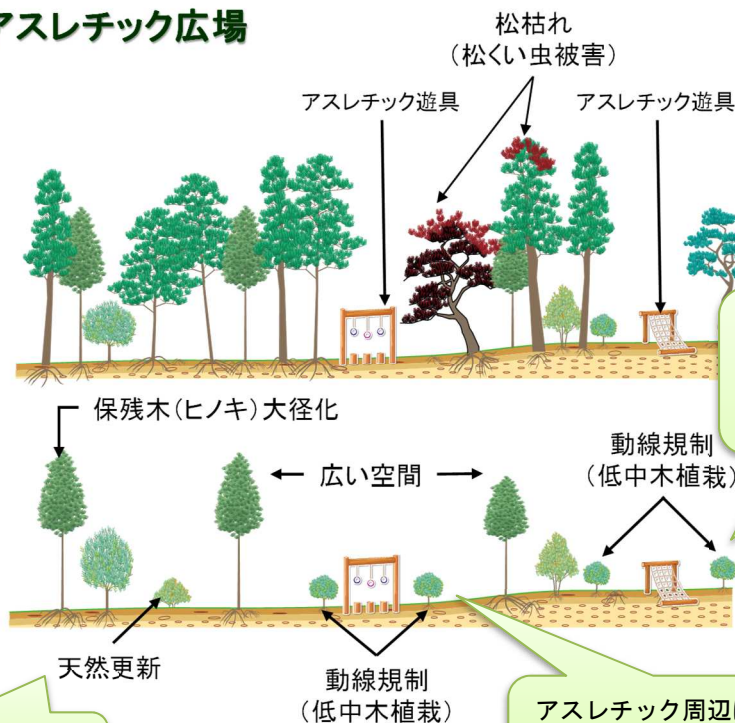 アスレチック広場
松枯れ
（松くい虫被害）
アスレチック遊具
アスレチック遊具
保残木（ヒノキ）大径化
広い空間
動線規制
（低中木植栽）
天然更新
動線規制
（低中木植栽）
アスレチック周辺